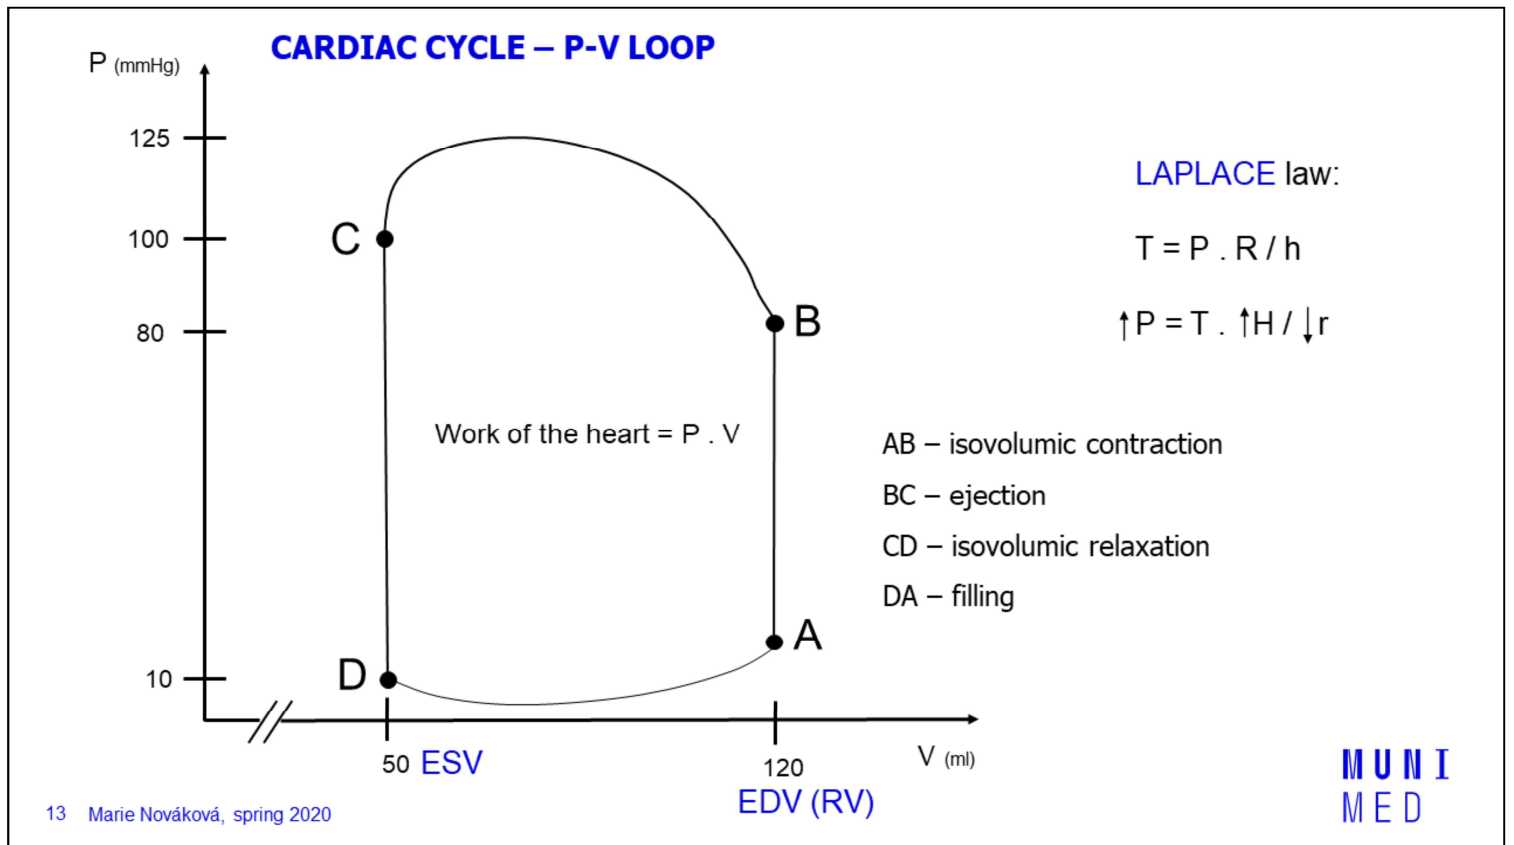 CARDIAC CYCLE – P-V LOOP
P (mmHg)
125
100
80
10
C
B
A
D
Work of the heart = P . V
50 ESV
120
EDV (RV)
V (ml)
LAPLACE law:
T = P . R / h
↑P = T . ↑H / ↓r
AB – isovolumic contraction
BC – ejection
CD – isovolumic relaxation
DA – filling
13 Marie Nováková, spring 2020
MUNI
MED